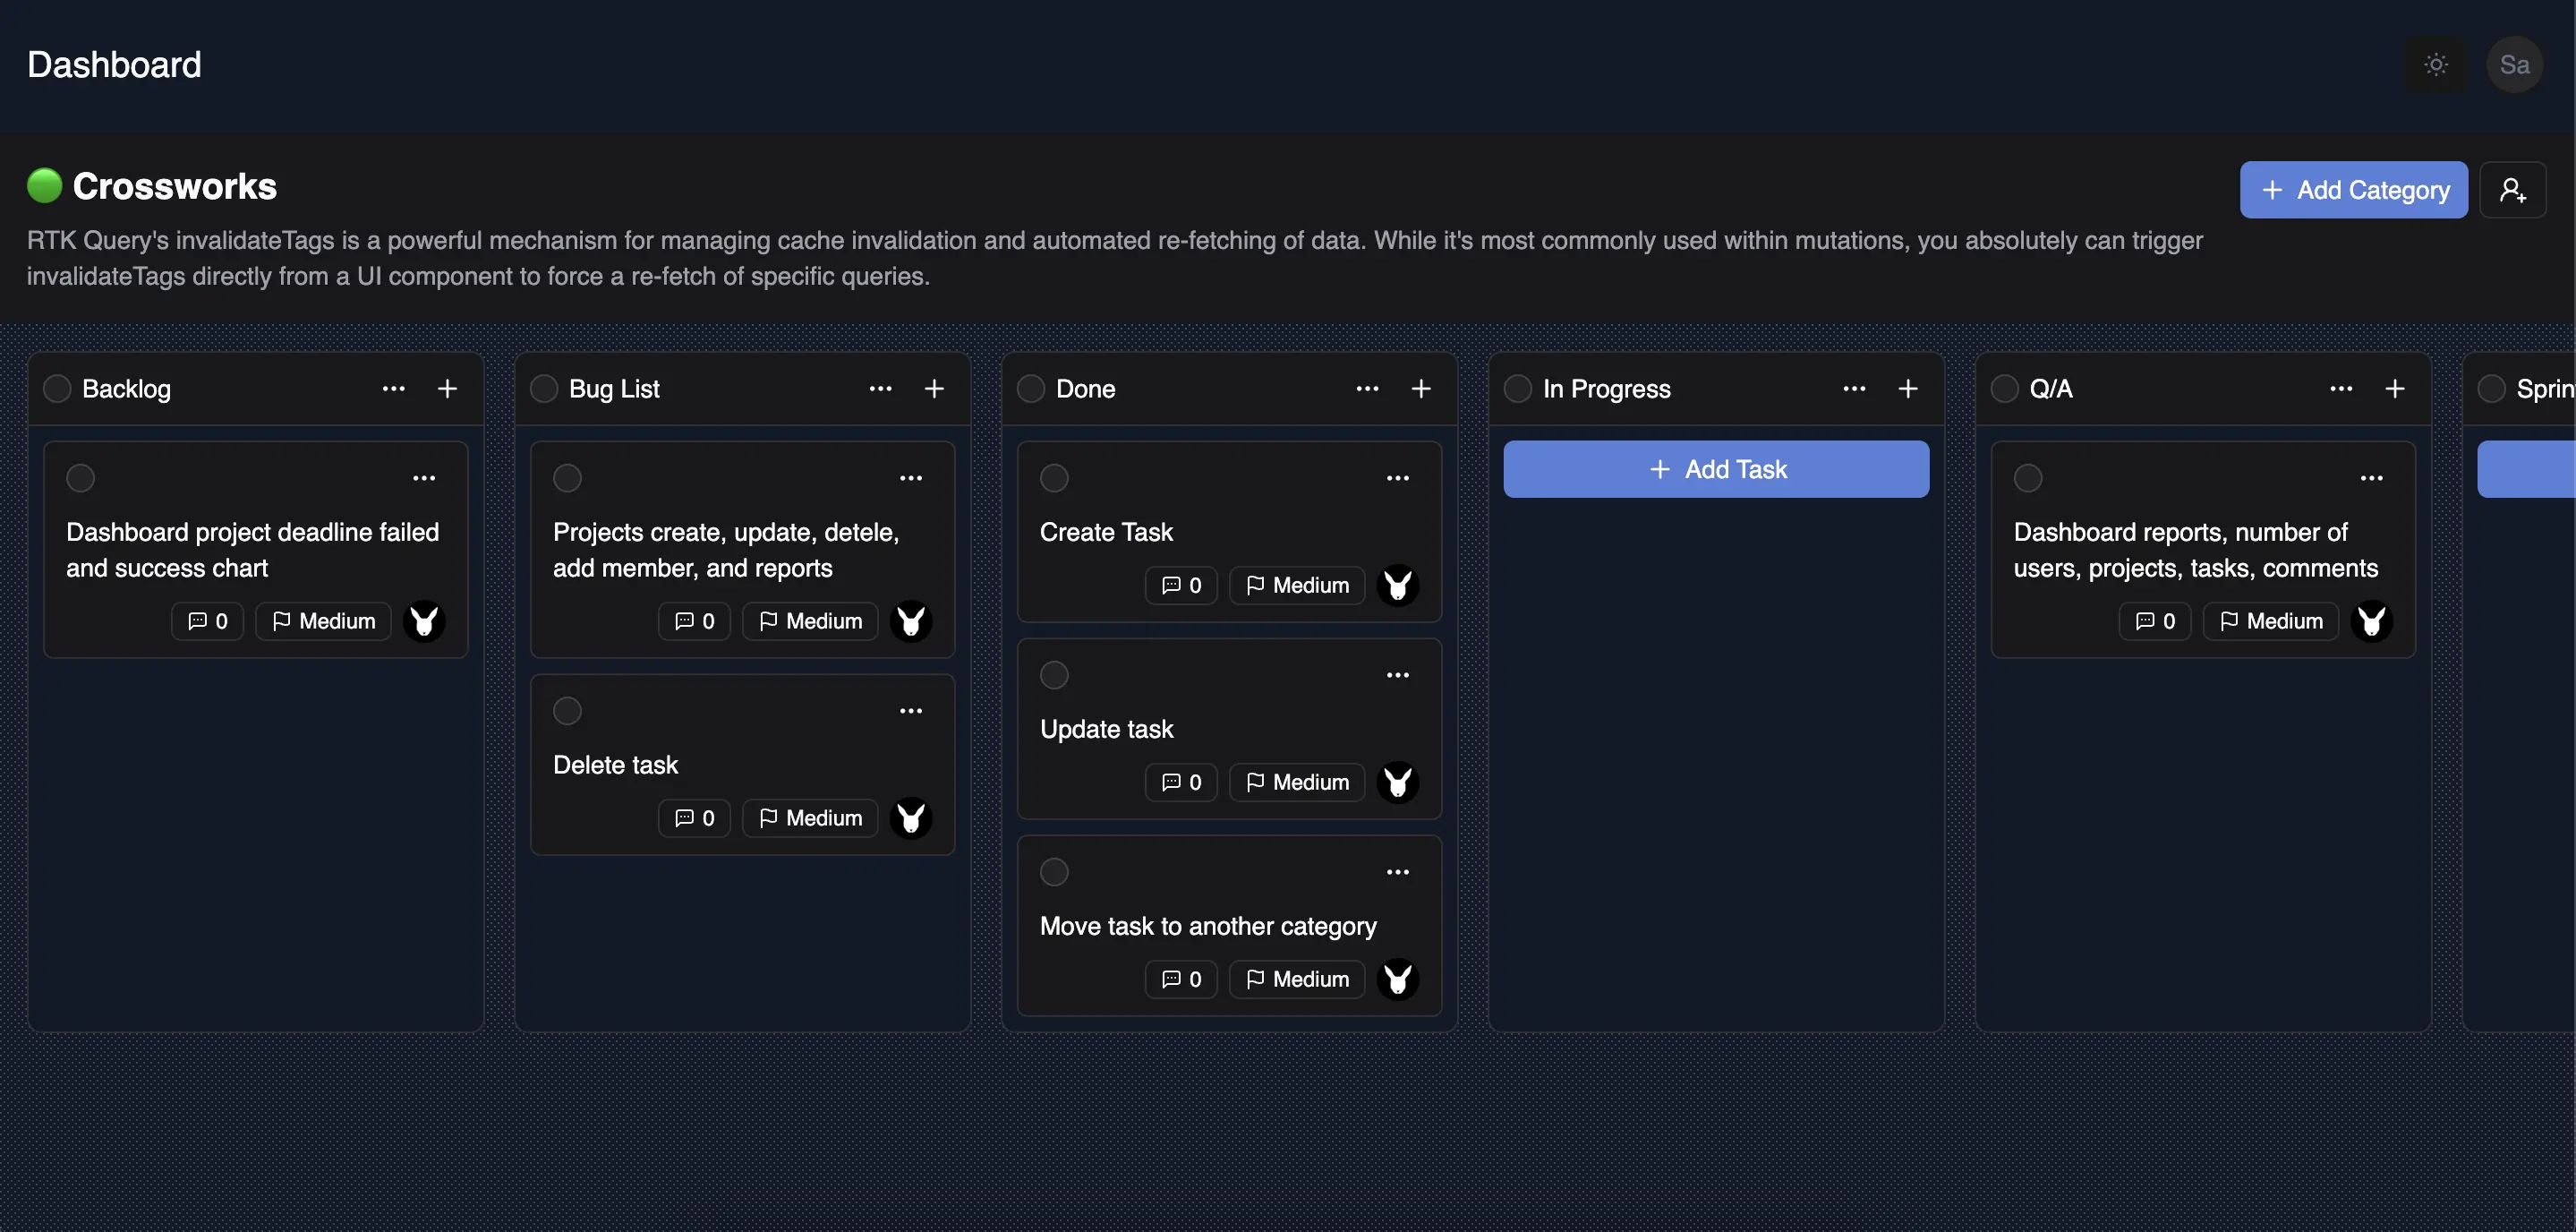 Dashboard
Sa
Crossworks
Add Category
RTK Query's invalidateTags is a powerful mechanism for managing cache invalidation and automated re-fetching of data. While it's most commonly used within mutations, you absolutely can trigger
invalidateTags directly from a UI component to force a re-fetch of specific queries.
Backlog
Dashboard project deadline failed
and success chart
0 Medium
Bug List
Projects create, update, detele,
add member, and reports
0 Medium
Delete task
0 Medium
Done
Create Task
0 Medium
Update task
0 Medium
Move task to another category
0 Medium
In Progress
Add Task
Q/A
Dashboard reports, number of
users, projects, tasks, comments
0 Medium
Sprin